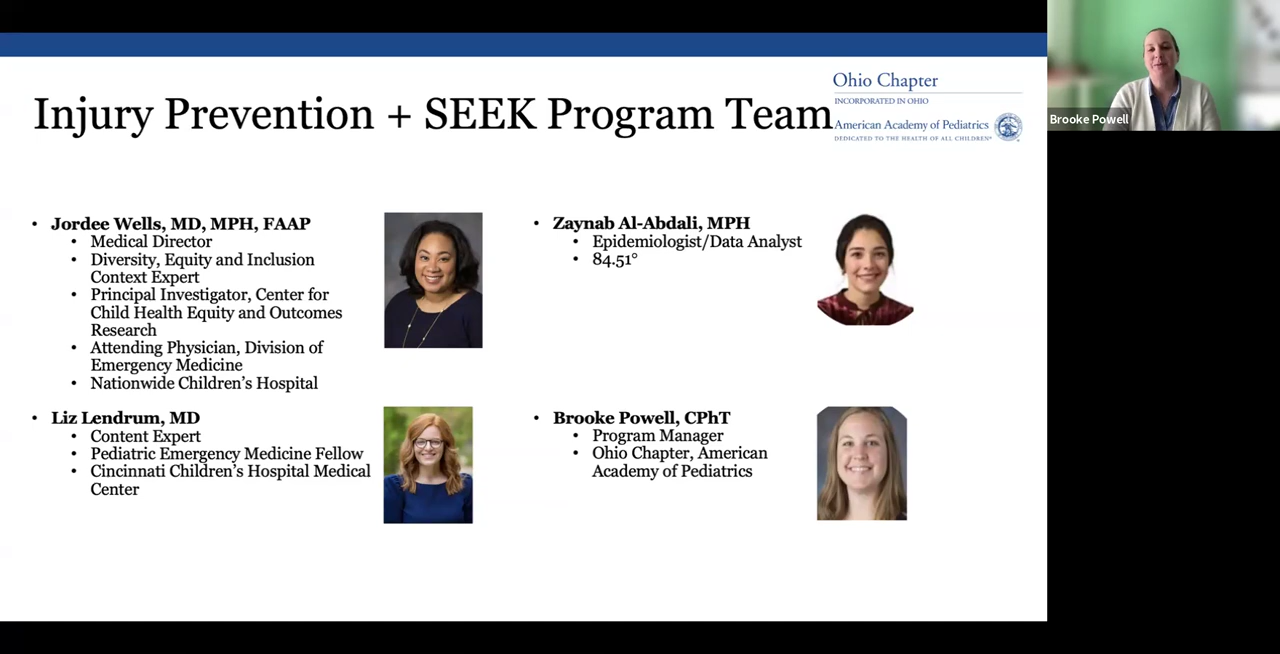 Injury Prevention + SEEK Program Team
Ohio Chapter
INCORPORATED IN OHIO
American Academy of Pediatrics
DEDICATED TO THE HEALTH OF ALL CHILDREN®
Brooke Powell
• Jordee Wells, MD, MPH, FAAP
• Medical Director
• Diversity, Equity and Inclusion
Context Expert
• Principal Investigator, Center for
Child Health Equity and Outcomes
Research
• Attending Physician, Division of
Emergency Medicine
• Nationwide Children’s Hospital
• Zaynab Al-Abdali, MPH
• Epidemiologist/Data Analyst
• 84.51°
• Liz Lendrum, MD
• Content Expert
• Pediatric Emergency Medicine Fellow
• Cincinnati Children’s Hospital Medical
Center
• Brooke Powell, CPhT
• Program Manager
• Ohio Chapter, American
Academy of Pediatrics